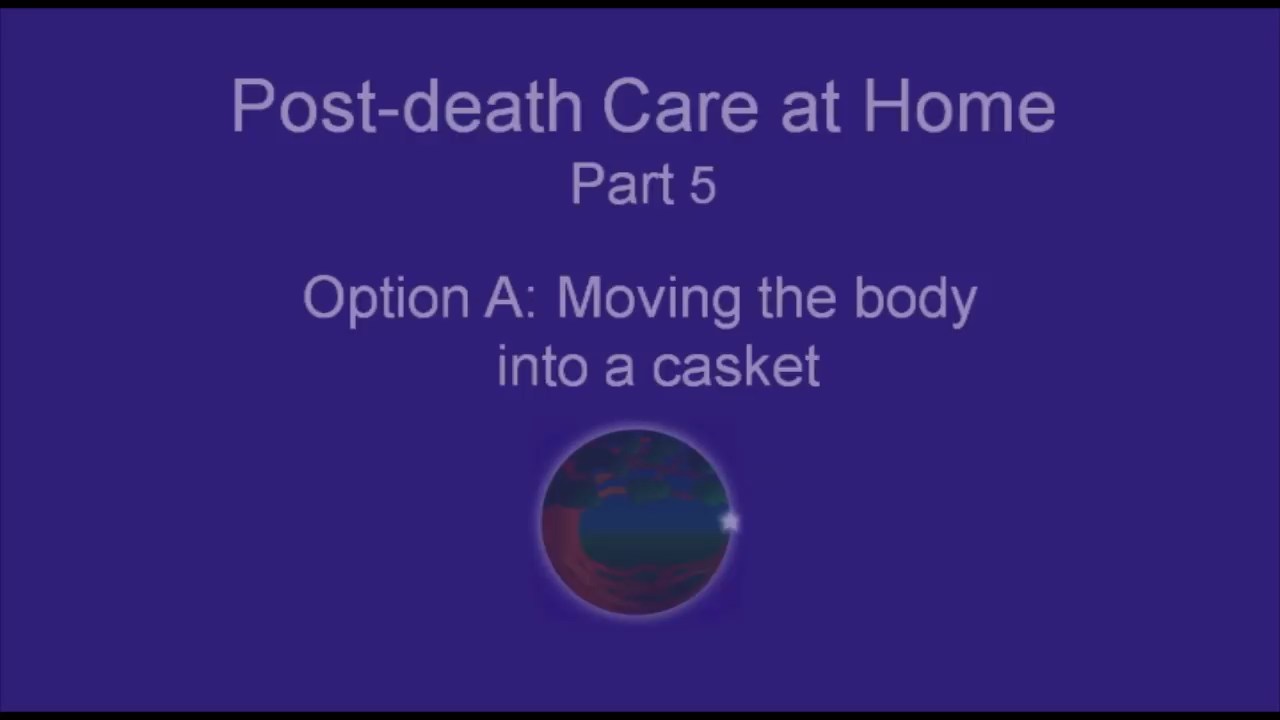 Post-death Care at Home
Part 5
Option A: Moving the body
into a casket